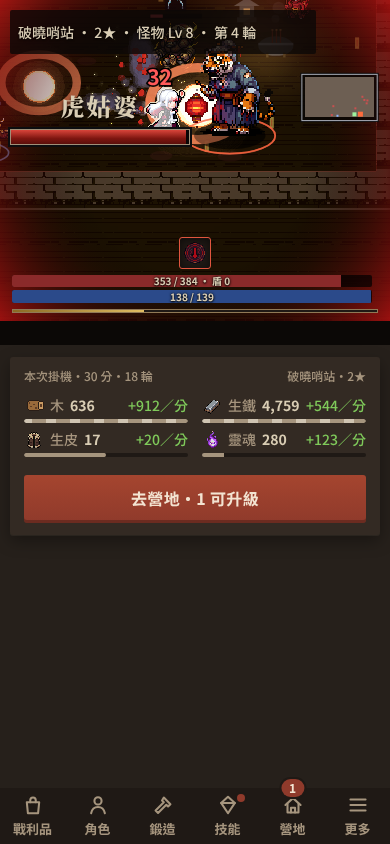 破曉哨站 • 2★ • 怪物 Lv 8 • 第 4 輪
32
虎姑婆
353 / 384 • 盾 0
138 / 139
本次掛機・30 分・18 輪
破曉哨站・2★
木 636 +912／分
生鐵 4,759 +544／分
生皮 17 +20／分
靈魂 280 +123／分
去營地・1 可升級
1
戰利品
角色
鍛造
技能
營地
更多